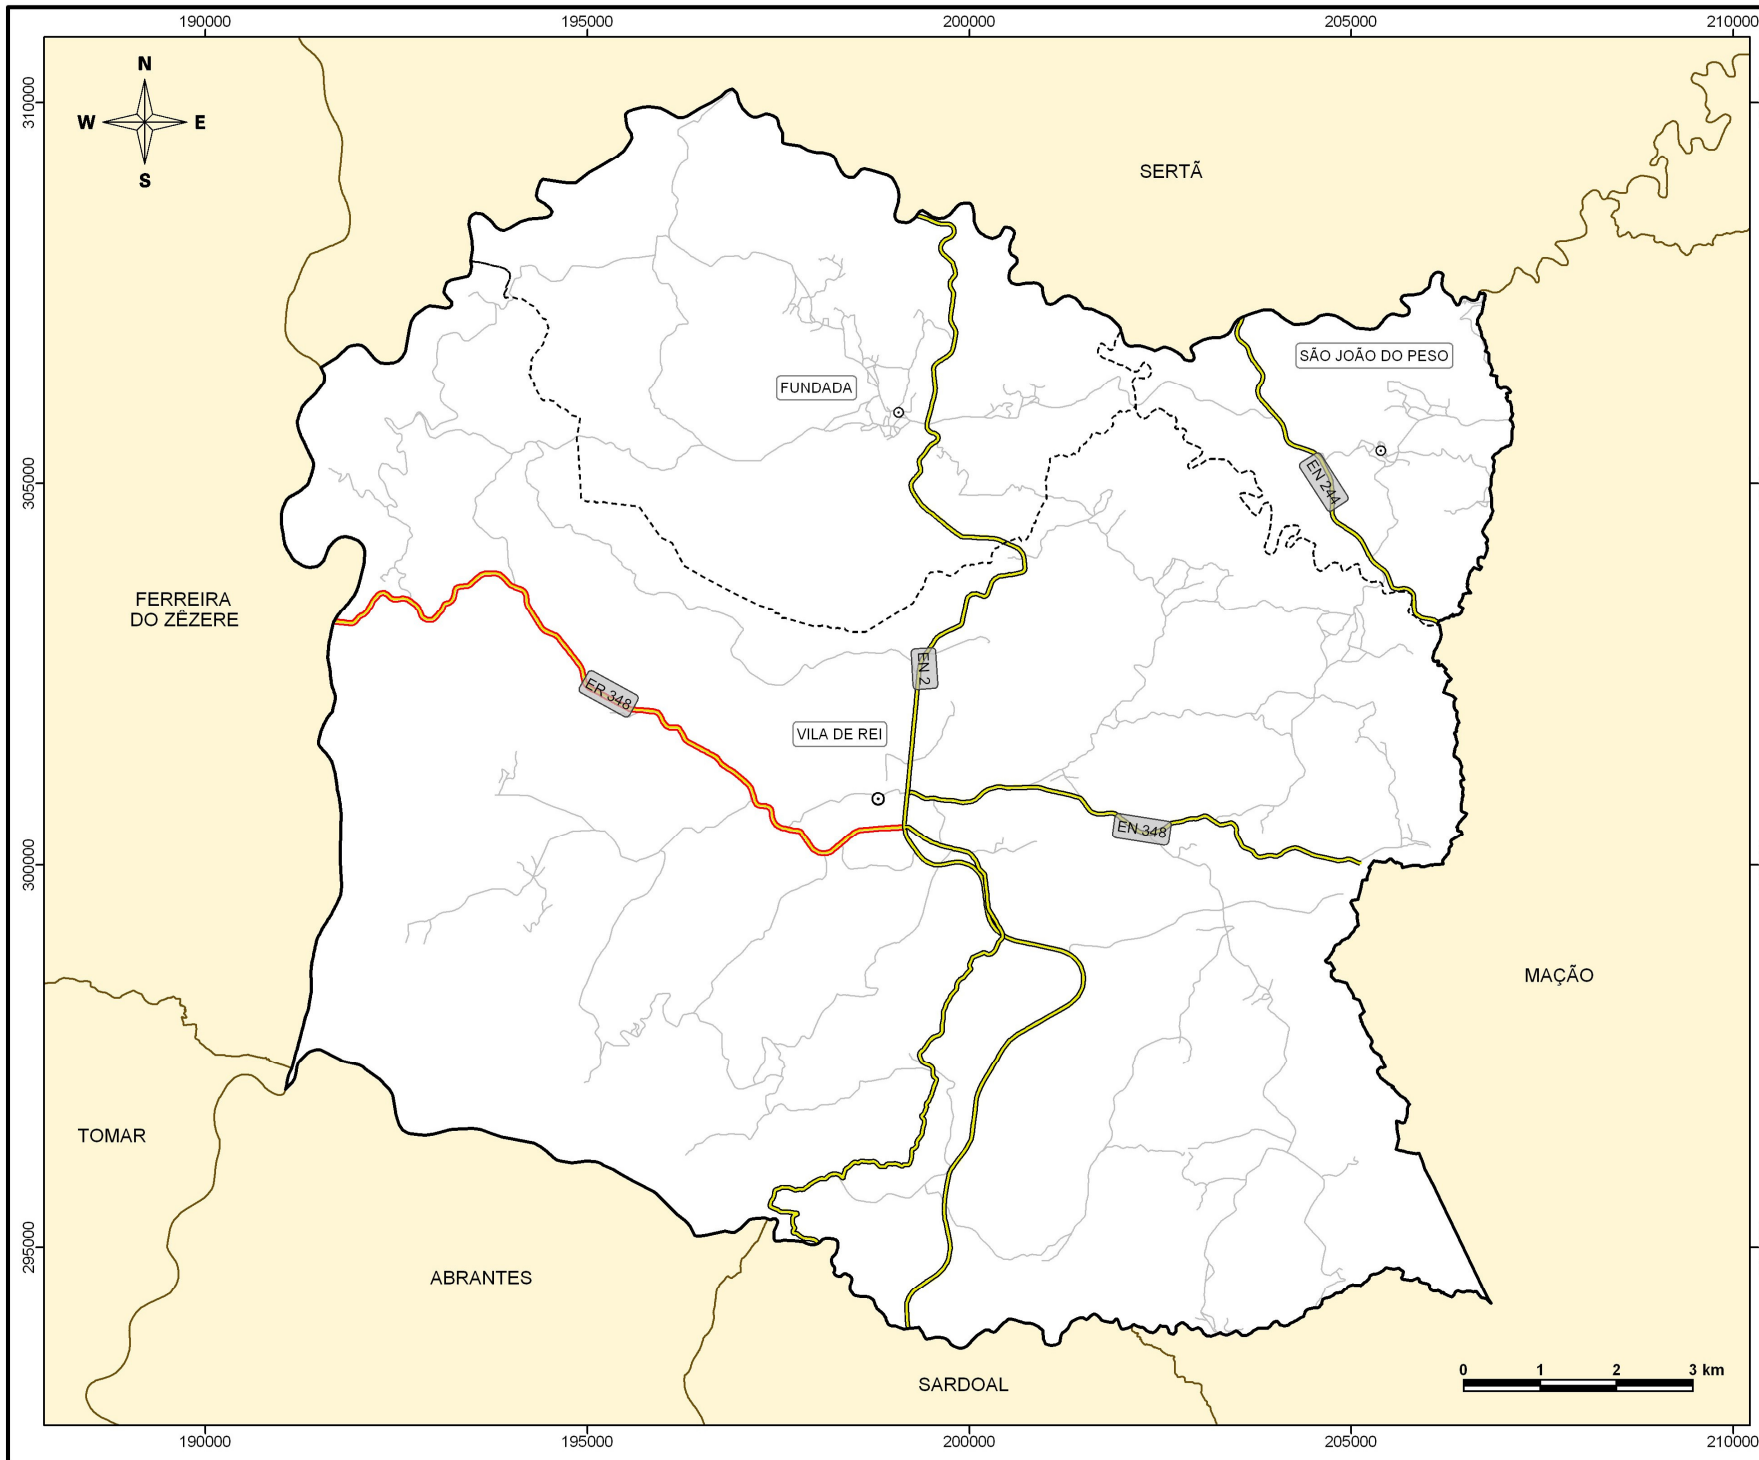 190000 195000 200000 205000 210000
N
W E
S
310000
305000
300000
295000
SERTÃ
SÃO JOÃO DO PESO
FUNDADA
EN 244
FERREIRA
DO ZÊZERE
EN 2
ER 348
VILA DE REI
EN 348
MAÇÃO
TOMAR
ABRANTES
SARDOAL
0 1 2 3 km
190000 195000 200000 205000 210000